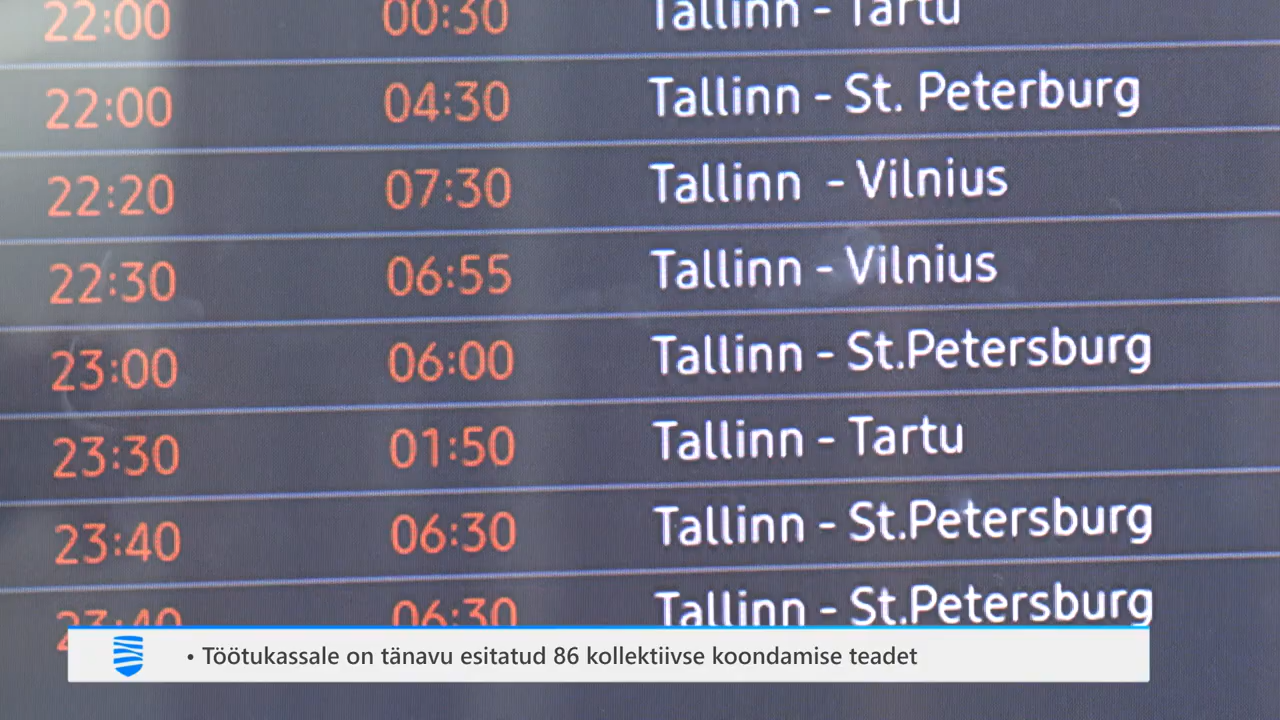 22:00 00:30 Tallinn - Tartu
22:00 04:30 Tallinn - St. Peterburg
22:20 07:30 Tallinn - Vilnius
22:30 06:55 Tallinn - Vilnius
23:00 06:00 Tallinn - St.Petersburg
23:30 01:50 Tallinn - Tartu
23:40 06:30 Tallinn - St.Petersburg
23:40 06:30 Tallinn - St.Petersburg
• Töötukassale on tänavu esitatud 86 kollektiivse koondamise teadet